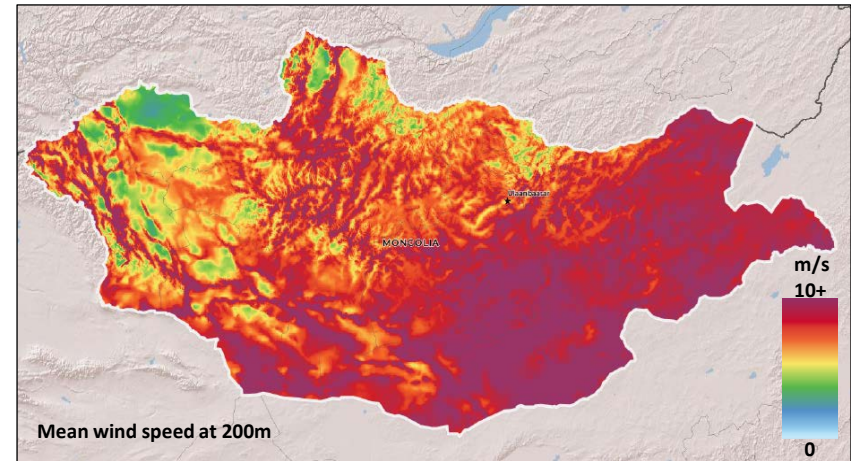 Ulaanbaatar
MONGOLIA
m/s
10+
Mean wind speed at 200m
0